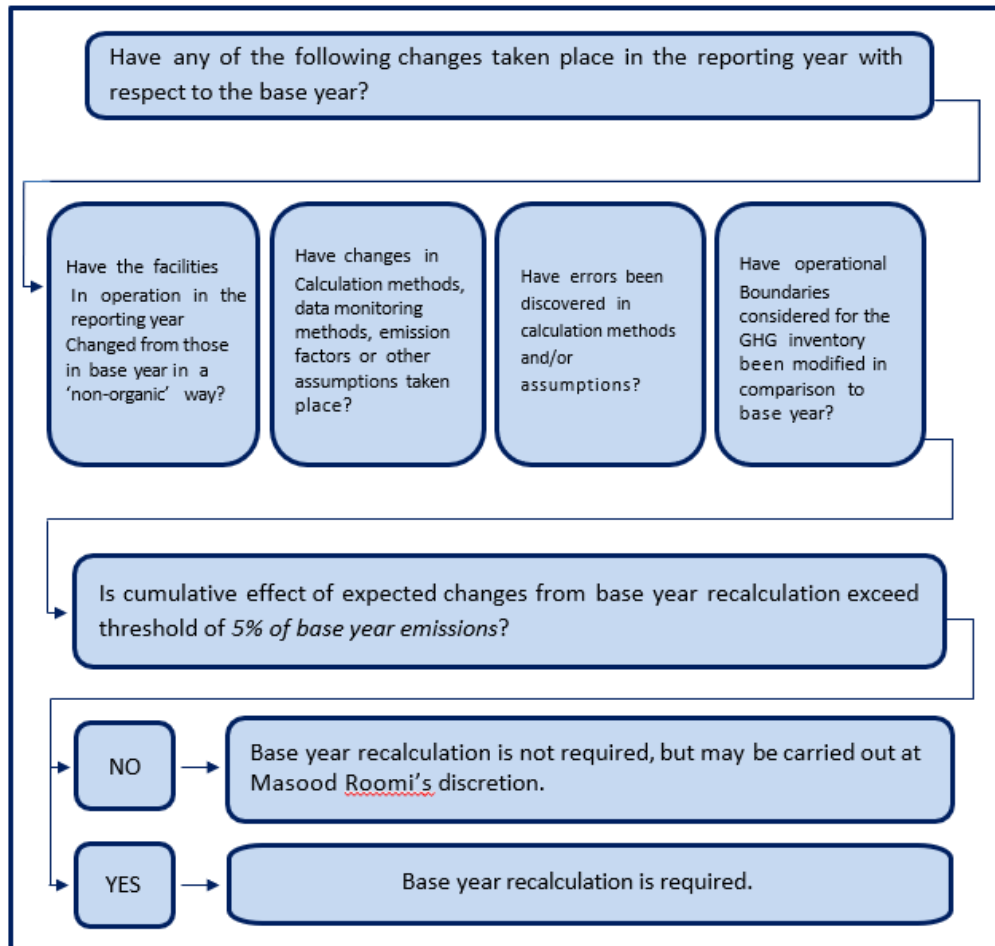 Have any of the following changes taken place in the reporting year with
respect to the base year?
Have the facilities
In operation in the
reporting year
Changed from those
in base year in a
‘non-organic’ way?
Have changes in
Calculation methods,
data monitoring
methods, emission
factors or other
assumptions taken
place?
Have errors been
discovered in
calculation methods
and/or
assumptions?
Have operational
Boundaries
considered for the
GHG inventory
been modified in
comparison to
base year?
Is cumulative effect of expected changes from base year recalculation exceed
threshold of 5% of base year emissions?
NO
Base year recalculation is not required, but may be carried out at
Masood Roomi’s discretion.
YES
Base year recalculation is required.